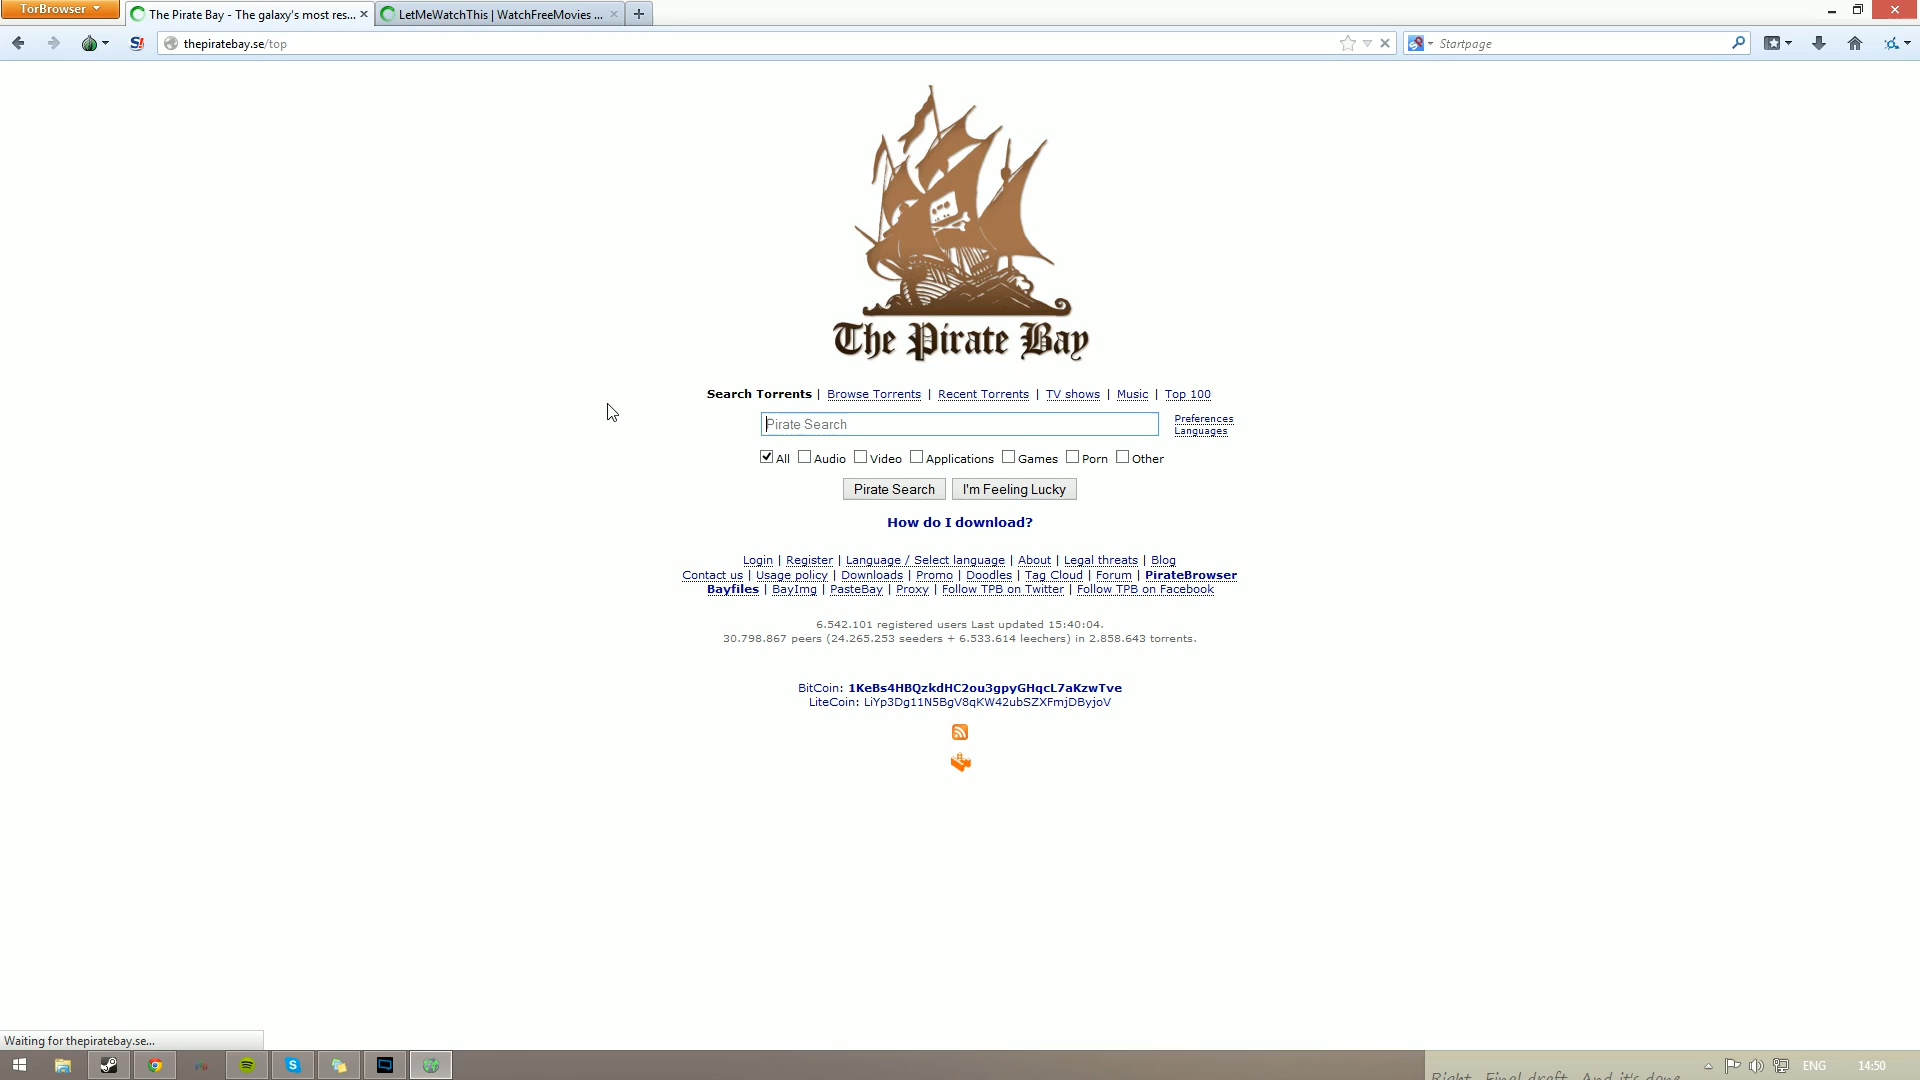 TorBrowser
The Pirate Bay - The galaxy's most res...
LetMeWatchThis | WatchFreeMovies ...
thepiratebay.se/top
Startpage
The Pirate Bay
Search Torrents | Browse Torrents | Recent Torrents | TV shows | Music | Top 100
Pirate Search
Preferences
Languages
All Audio Video Applications Games Porn Other
Pirate Search I'm Feeling Lucky
How do I download?
Login | Register | Language / Select language | About | Legal threats | Blog
Contact us | Usage policy | Downloads | Promo | Doodles | Tag Cloud | Forum | PirateBrowser
Bayfiles | BayImg | PasteBay | Proxy | Follow TPB on Twitter | Follow TPB on Facebook
6.542.101 registered users Last updated 15:40:04.
30.798.867 peers (24.265.253 seeders + 6.533.614 leechers) in 2.858.643 torrents.
BitCoin: 1KeBs4HBQzkdHC2ou3gpyGHqcL7aKzwTve
LiteCoin: LiYp3Dg11N5BgV8qKW42ubSZXFmjDByjoV
Waiting for thepiratebay.se...
Right. Final draft. And it's done
ENG
14:50